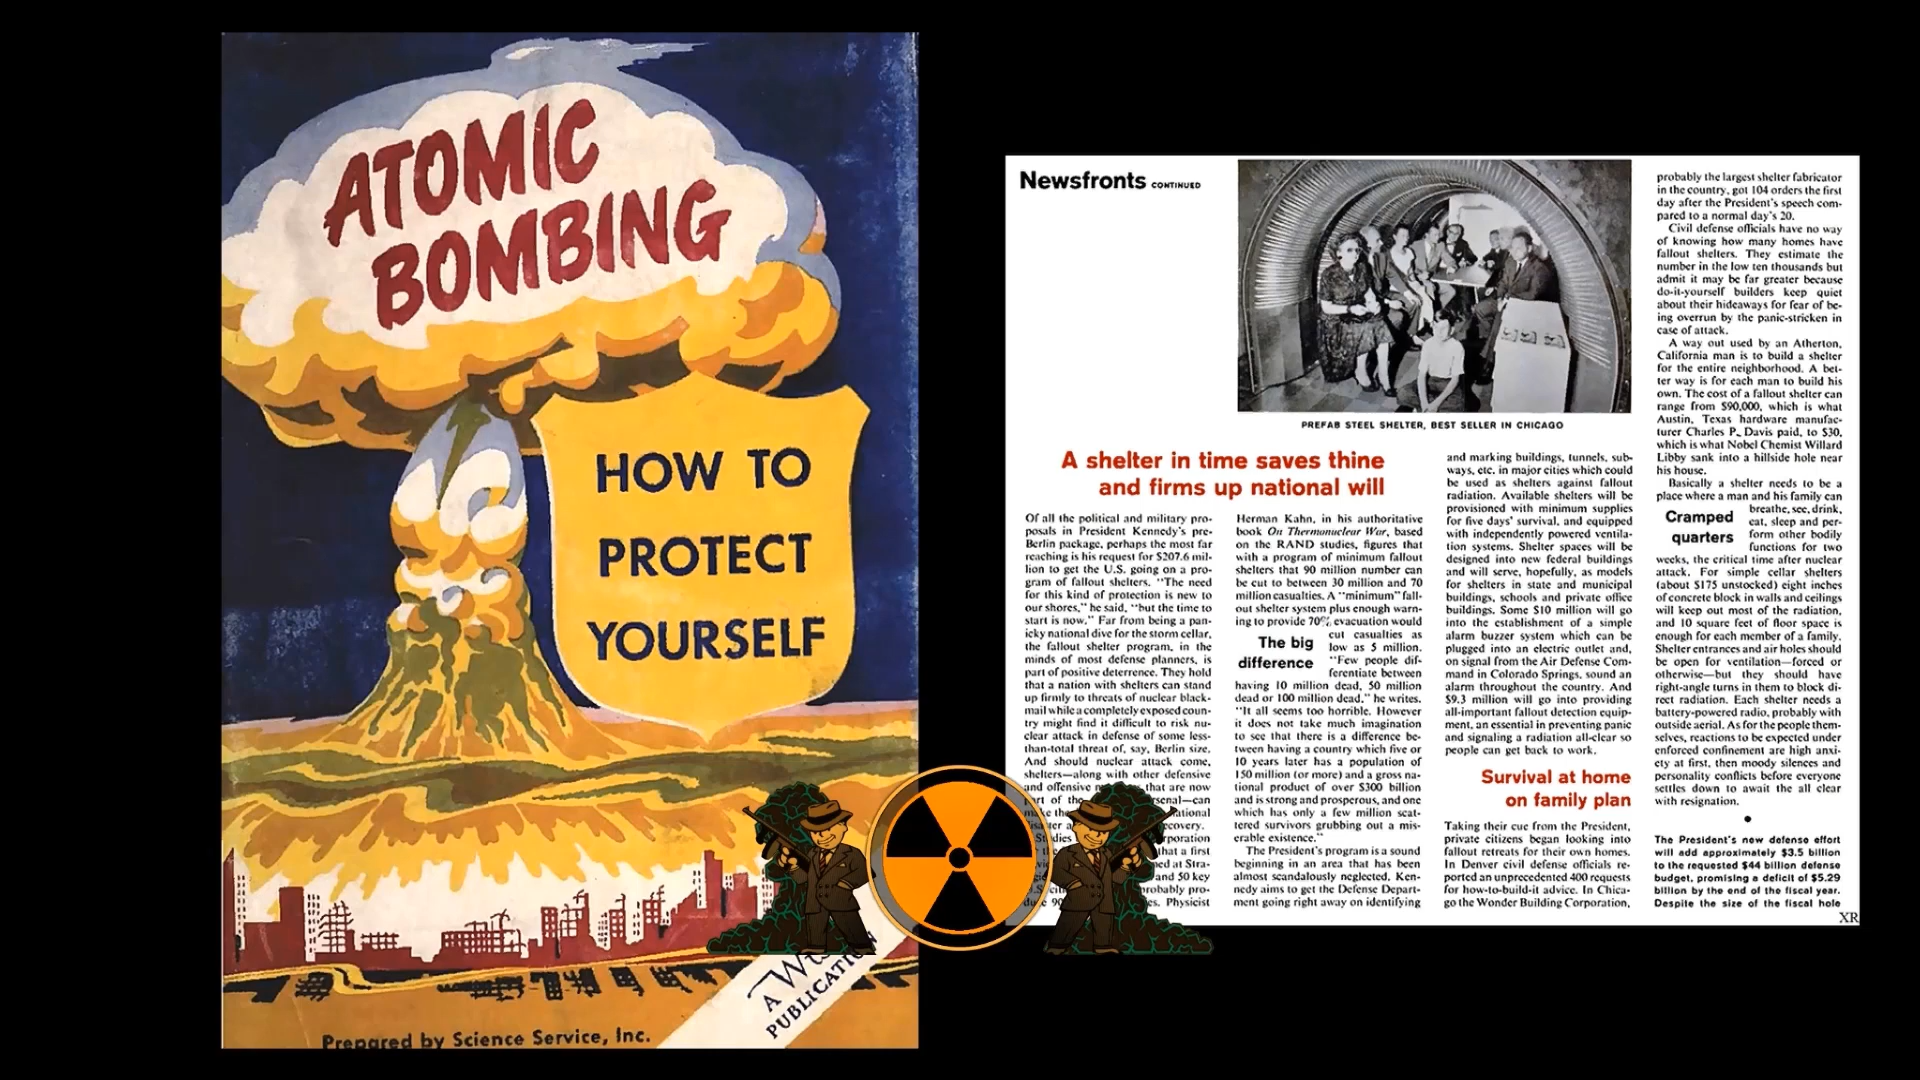 ATOMIC
BOMBING
HOW TO
PROTECT
YOURSELF
A
PUBLICATION
Prepared by Science Service, Inc.
Newsfronts CONTINUED
PREFAB STEEL SHELTER, BEST SELLER IN CHICAGO
A shelter in time saves thine
and firms up national will
Of all the political and military pro-
posals in President Kennedy's pre-
Berlin package, perhaps the most far
reaching is his request for $207.6 mil-
lion to get the U.S. going on a pro-
gram of fallout shelters. "The need
for this kind of protection is new to
our shores," he said, "but the time to
start is now." Far from being a pan-
icky national dive for the storm cellar,
the fallout shelter program, in the
minds of most defense planners, is
part of positive deterrence. They hold
that a nation with shelters can stand
up firmly to threats of nuclear black-
mail while a completely exposed coun-
try might find it difficult to risk nu-
clear attack in defense of some less-
than-total threat of, say, Berlin size.
And should nuclear attack come,
shelters—along with other defensive
and offensive that are now
of the
that a first
at Stra-
and 50 key
probably pro-
90 Physicist
Herman Kahn, in his authoritative
book On Thermonuclear War, based
on the RAND studies, figures that
with a program of minimum fallout
shelters that 90 million number can
be cut to between 30 million and 70
million casualties. A "minimum" fall-
out shelter system plus enough warn-
ing to provide 70% evacuation would
cut casualties as
low as 5 million.
The big
difference
"Few people dif-
ferentiate between
having 10 million dead, 50 million
dead or 100 million dead," he writes.
"It all seems too horrible. However
it does not take much imagination
to see that there is a difference be-
tween having a country which five or
10 years later has a population of
150 million (or more) and a gross na-
tional product of over $300 billion
and is strong and prosperous, and one
which has only a few million scat-
tered survivors grubbing out a mis-
erable existence."
The President's program is a sound
beginning in an area that has been
almost scandalously neglected. Ken-
nedy aims to get the Defense Depart-
ment going right away on identifying
and marking buildings, tunnels, sub-
ways, etc. in major cities which could
be used as shelters against fallout
radiation. Available shelters will be
provisioned with minimum supplies
for five days' survival, and equipped
with independently powered ventila-
tion systems. Shelter spaces will be
designed into new federal buildings
and will serve, hopefully, as models
for shelters in state and municipal
buildings, schools and private office
buildings. Some $10 million will go
into the establishment of a simple
alarm buzzer system which can be
plugged into an electric outlet and,
on signal from the Air Defense Com-
mand in Colorado Springs, sound an
alarm throughout the country. And
$9.3 million will go into providing
all-important fallout detection equip-
ment, an essential in preventing panic
and signaling a radiation all-clear so
people can get back to work.
Survival at home
on family plan
Taking their cue from the President,
private citizens began looking into
fallout retreats for their own homes.
In Denver civil defense officials re-
ported an unprecedented 400 requests
for how-to-build-it advice. In Chica-
go the Wonder Building Corporation,
probably the largest shelter fabricator
in the country, got 104 orders the first
day after the President's speech com-
pared to a normal day's 20.
Civil defense officials have no way
of knowing how many homes have
fallout shelters. They estimate the
number in the low ten thousands but
admit it may be far greater because
do-it-yourself builders keep quiet
about their hideaways for fear of be-
ing overrun by the panic-stricken in
case of attack.
A way out used by an Atherton,
California man is to build a shelter
for the entire neighborhood. A bet-
ter way is for each man to build his
own. The cost of a fallout shelter can
range from $90,000, which is what
Austin, Texas hardware manufac-
turer Charles P. Davis paid, to $30,
which is what Nobel Chemist Willard
Libby sank into a hillside hole near
his house.
Basically a shelter needs to be a
place where a man and his family can
Cramped
quarters
breathe, see, drink,
eat, sleep and per-
form other bodily
functions for two
weeks, the critical time after nuclear
attack. For simple cellar shelters
(about $175 unstocked) eight inches
of concrete block in walls and ceilings
will keep out most of the radiation,
and 10 square feet of floor space is
enough for each member of a family.
Shelter entrances and air holes should
be open for ventilation—forced or
otherwise—but they should have
right-angle turns in them to block di-
rect radiation. Each shelter needs a
battery-powered radio, probably with
outside aerial. As for the people them-
selves, reactions to be expected under
enforced confinement are high anxi-
ety at first, then moody silences and
personality conflicts before everyone
settles down to await the all clear
with resignation.
The President's new defense effort
will add approximately $3.5 billion
to the requested $44 billion defense
budget, promising a deficit of $5.29
billion by the end of the fiscal year.
Despite the size of the fiscal hole
XR